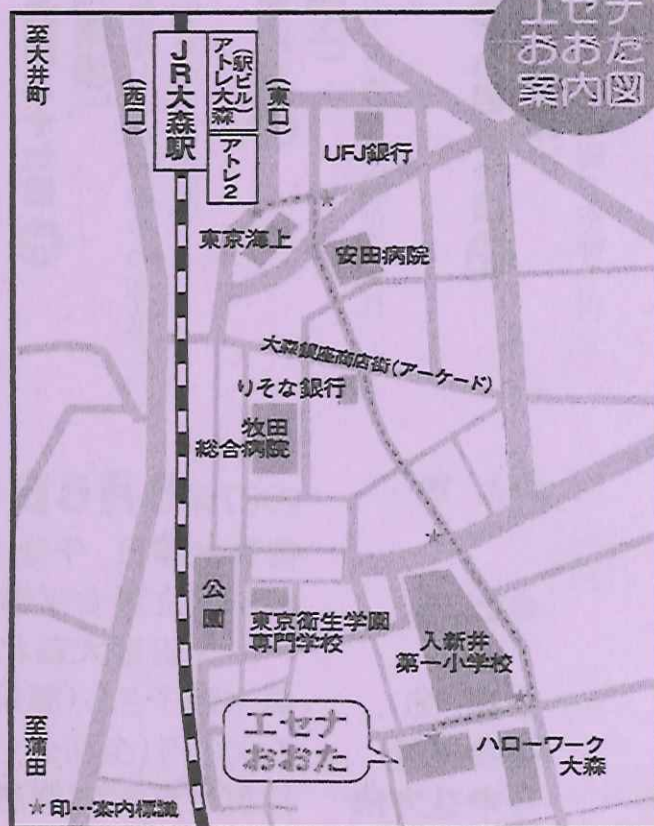 エセナ
おおた
案内図
至大井町
(西口)
JR大森駅
(駅ビル)
アトレ大森
アトレ2
(東口)
UFJ銀行
東京海上
安田病院
大森銀座商店街(アーケード)
りそな銀行
牧田
総合病院
公園
東京衛生学園
専門学校
入新井
第一小学校
エセナ
おおた
ハローワーク
大森
至蒲田
★印…案内標識